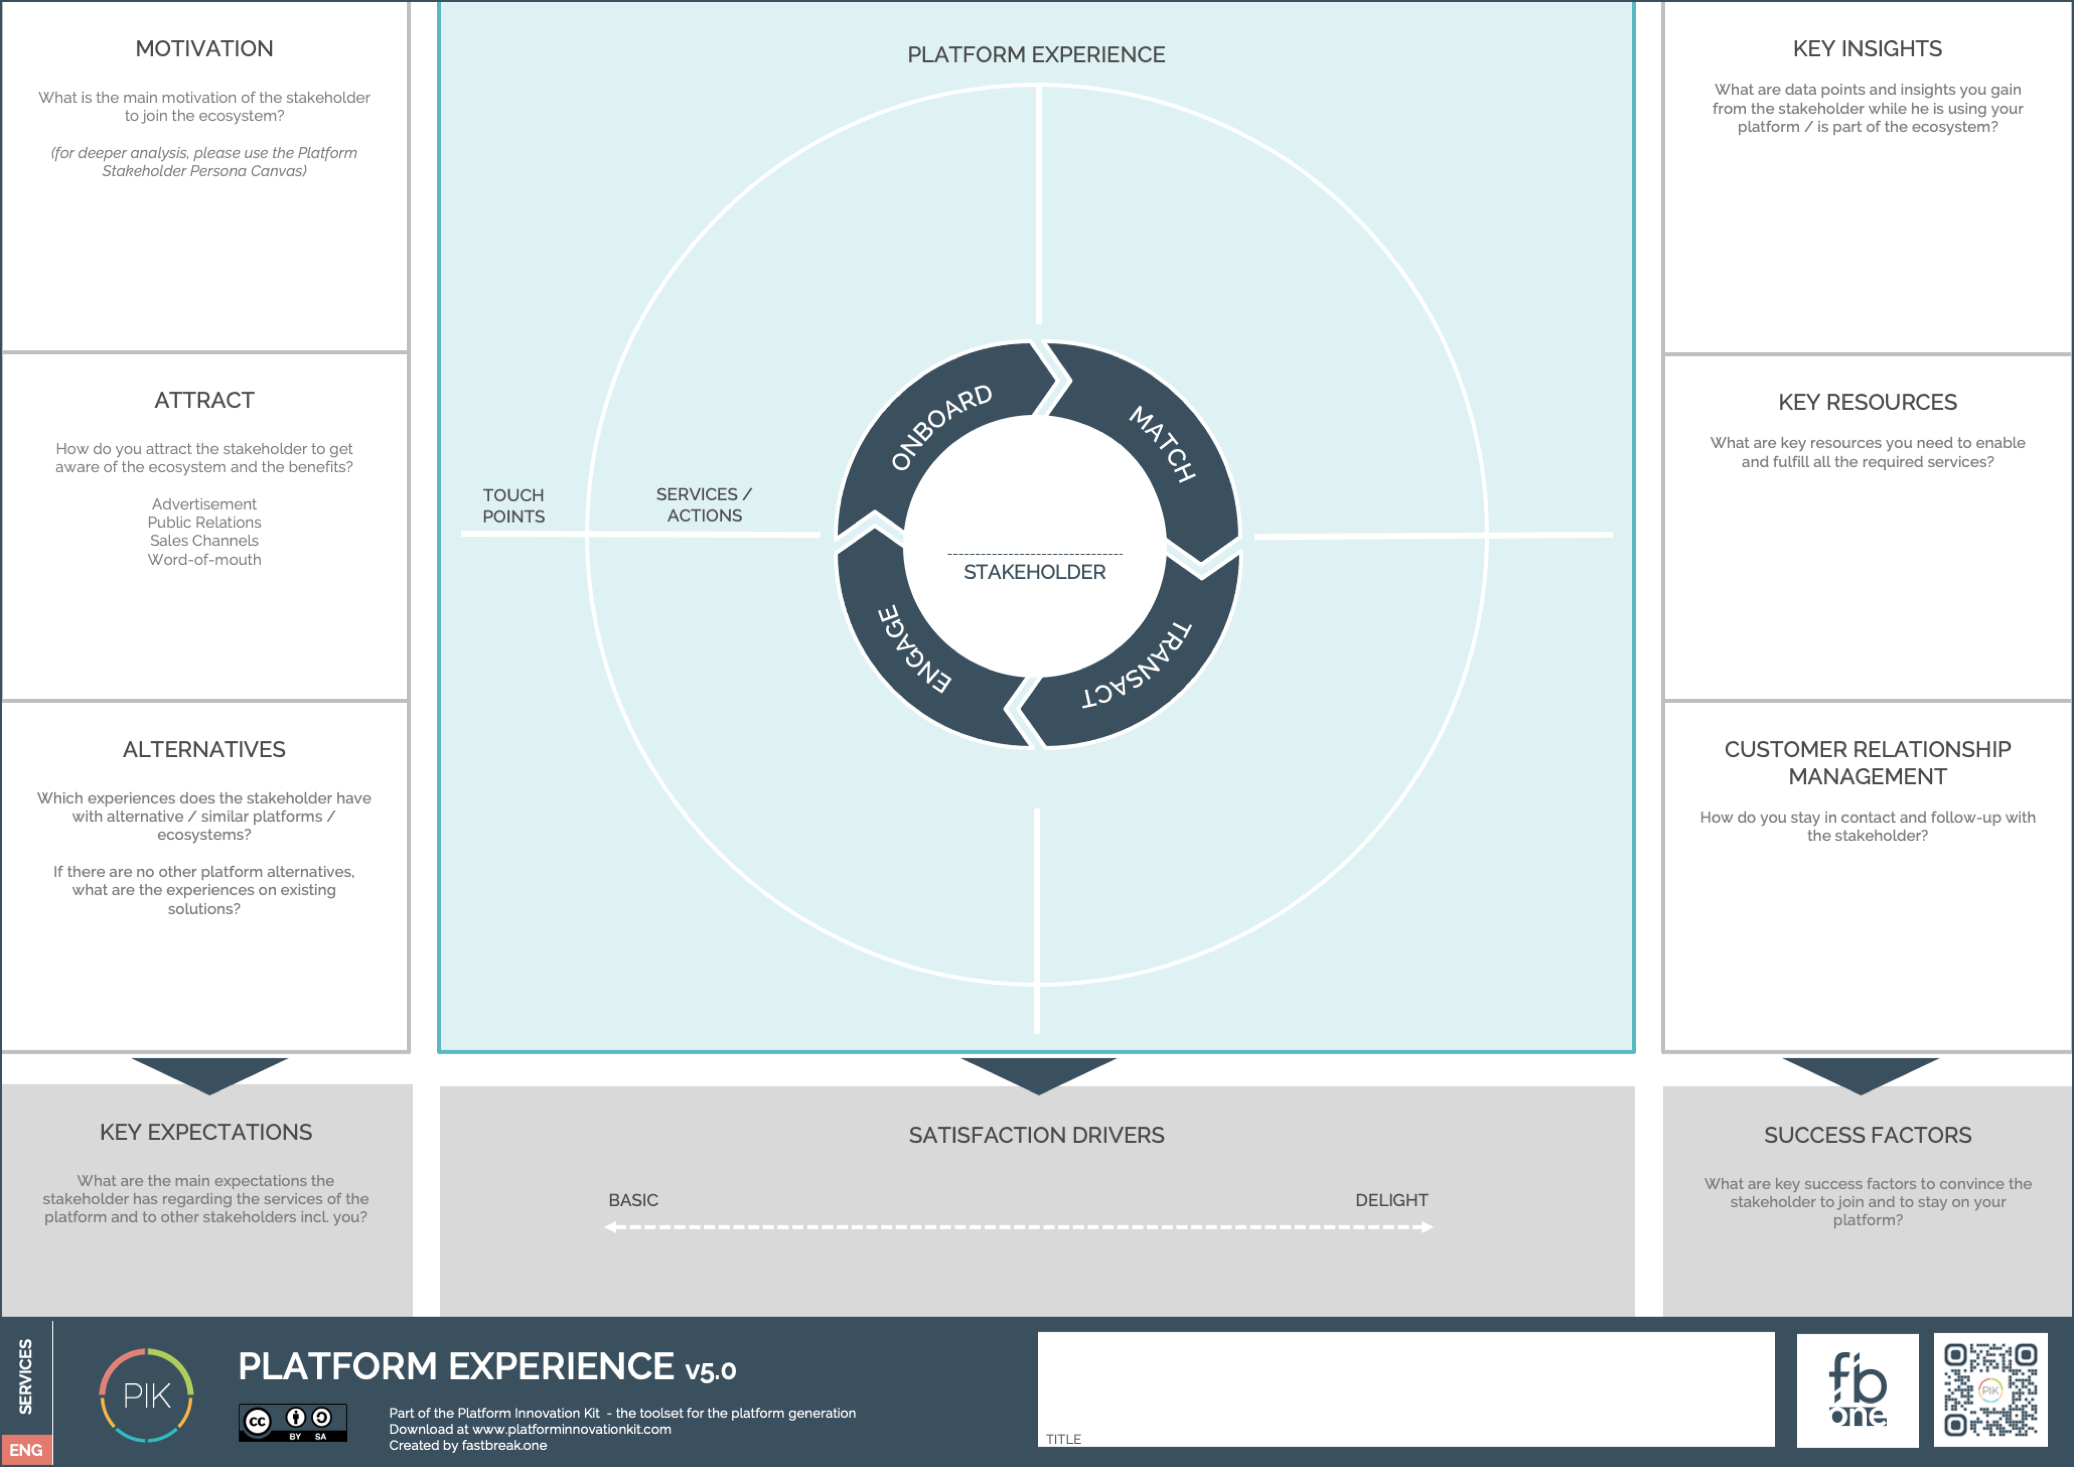 MOTIVATION
What is the main motivation of the stakeholder
to join the ecosystem?
(for deeper analysis, please use the Platform
Stakeholder Persona Canvas)
ATTRACT
How do you attract the stakeholder to get
aware of the ecosystem and the benefits?
Advertisement
Public Relations
Sales Channels
Word-of-mouth
ALTERNATIVES
Which experiences does the stakeholder have
with alternative / similar platforms /
ecosystems?
If there are no other platform alternatives,
what are the experiences on existing
solutions?
PLATFORM EXPERIENCE
TOUCH
POINTS
SERVICES /
ACTIONS
ONBOARD
MATCH
TRANSACT
ENGAGE
STAKEHOLDER
KEY INSIGHTS
What are data points and insights you gain
from the stakeholder while he is using your
platform / is part of the ecosystem?
KEY RESOURCES
What are key resources you need to enable
and fulfill all the required services?
CUSTOMER RELATIONSHIP
MANAGEMENT
How do you stay in contact and follow-up with
the stakeholder?
KEY EXPECTATIONS
What are the main expectations the
stakeholder has regarding the services of the
platform and to other stakeholders incl. you?
SATISFACTION DRIVERS
BASIC
DELIGHT
SUCCESS FACTORS
What are key success factors to convince the
stakeholder to join and to stay on your
platform?
SERVICES
ENG
PIK
PLATFORM EXPERIENCE v5.0
cc
BY SA
Part of the Platform Innovation Kit - the toolset for the platform generation
Download at www.platforminnovationkit.com
Created by fastbreak.one
TITLE
fb
one
PIK